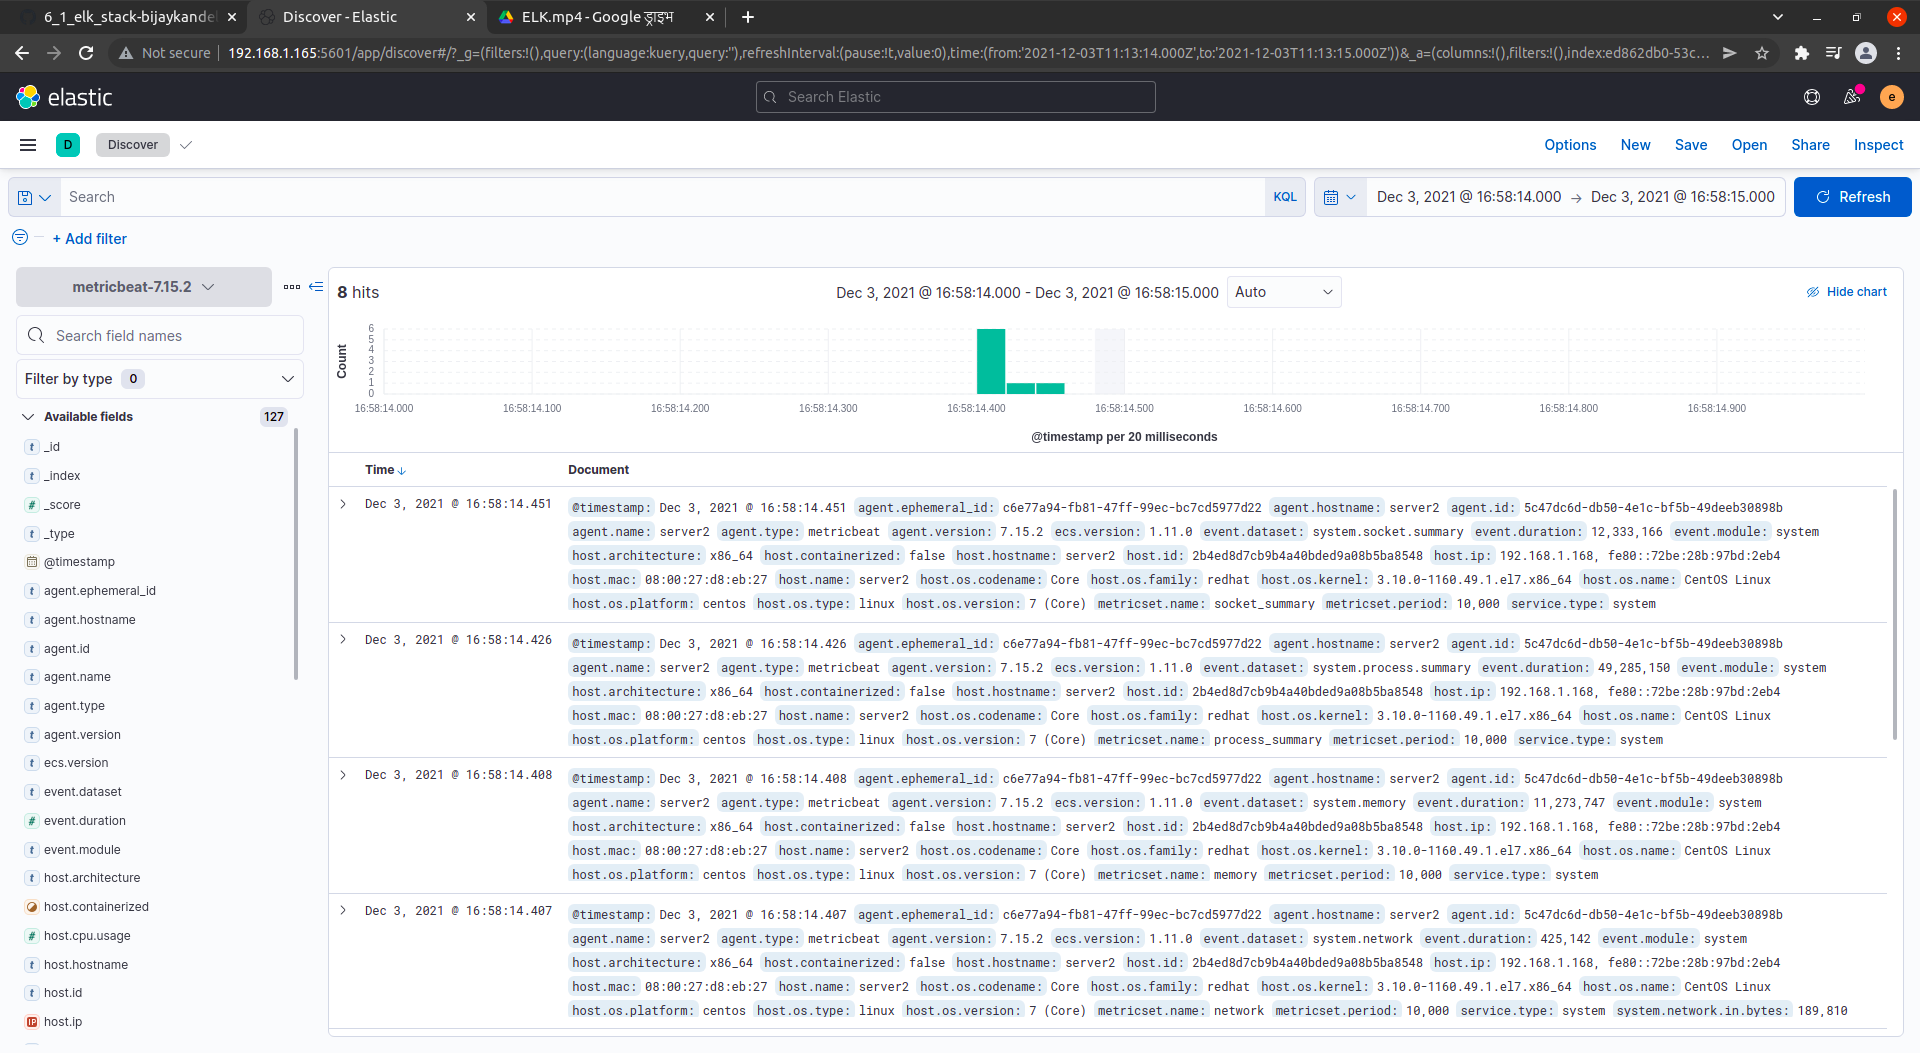 6_1_elk_stack-bijaykandel
Discover - Elastic
ELK.mp4 - Google ड्राइभ
Not secure
192.168.1.165:5601/app/discover#/?_g=(filters:!(),query:(language:kuery,query:''),refreshInterval:(pause:!t,value:0),time:(from:'2021-12-03T11:13:14.000Z',to:'2021-12-03T11:13:15.000Z'))&_a=(columns:!(),filters:!(),index:ed862db0-53c...
elastic
Search Elastic
e
D
Discover
Options New Save Open Share Inspect
Search
KQL
Dec 3, 2021 @ 16:58:14.000 → Dec 3, 2021 @ 16:58:15.000
Refresh
+ Add filter
metricbeat-7.15.2
Search field names
Filter by type 0
Available fields 127
t _id
t _index
# _score
t _type
@timestamp
t agent.ephemeral_id
t agent.hostname
t agent.id
t agent.name
t agent.type
t agent.version
t ecs.version
t event.dataset
# event.duration
t event.module
t host.architecture
host.containerized
# host.cpu.usage
t host.hostname
t host.id
IP host.ip
8 hits
Dec 3, 2021 @ 16:58:14.000 - Dec 3, 2021 @ 16:58:15.000
Auto
Hide chart
Count
6
5
4
3
2
1
0
16:58:14.000 16:58:14.100 16:58:14.200 16:58:14.300 16:58:14.400 16:58:14.500 16:58:14.600 16:58:14.700 16:58:14.800 16:58:14.900
@timestamp per 20 milliseconds
Time ↓ Document
Dec 3, 2021 @ 16:58:14.451
@timestamp: Dec 3, 2021 @ 16:58:14.451 agent.ephemeral_id: c6e77a94-fb81-47ff-99ec-bc7cd5977d22 agent.hostname: server2 agent.id: 5c47dc6d-db50-4e1c-bf5b-49deeb30898b
agent.name: server2 agent.type: metricbeat agent.version: 7.15.2 ecs.version: 1.11.0 event.dataset: system.socket.summary event.duration: 12,333,166 event.module: system
host.architecture: x86_64 host.containerized: false host.hostname: server2 host.id: 2b4ed8d7cb9b4a40bded9a08b5ba8548 host.ip: 192.168.1.168, fe80::72be:28b:97bd:2eb4
host.mac: 08:00:27:d8:eb:27 host.name: server2 host.os.codename: Core host.os.family: redhat host.os.kernel: 3.10.0-1160.49.1.el7.x86_64 host.os.name: CentOS Linux
host.os.platform: centos host.os.type: linux host.os.version: 7 (Core) metricset.name: socket_summary metricset.period: 10,000 service.type: system
Dec 3, 2021 @ 16:58:14.426
@timestamp: Dec 3, 2021 @ 16:58:14.426 agent.ephemeral_id: c6e77a94-fb81-47ff-99ec-bc7cd5977d22 agent.hostname: server2 agent.id: 5c47dc6d-db50-4e1c-bf5b-49deeb30898b
agent.name: server2 agent.type: metricbeat agent.version: 7.15.2 ecs.version: 1.11.0 event.dataset: system.process.summary event.duration: 49,285,150 event.module: system
host.architecture: x86_64 host.containerized: false host.hostname: server2 host.id: 2b4ed8d7cb9b4a40bded9a08b5ba8548 host.ip: 192.168.1.168, fe80::72be:28b:97bd:2eb4
host.mac: 08:00:27:d8:eb:27 host.name: server2 host.os.codename: Core host.os.family: redhat host.os.kernel: 3.10.0-1160.49.1.el7.x86_64 host.os.name: CentOS Linux
host.os.platform: centos host.os.type: linux host.os.version: 7 (Core) metricset.name: process_summary metricset.period: 10,000 service.type: system
Dec 3, 2021 @ 16:58:14.408
@timestamp: Dec 3, 2021 @ 16:58:14.408 agent.ephemeral_id: c6e77a94-fb81-47ff-99ec-bc7cd5977d22 agent.hostname: server2 agent.id: 5c47dc6d-db50-4e1c-bf5b-49deeb30898b
agent.name: server2 agent.type: metricbeat agent.version: 7.15.2 ecs.version: 1.11.0 event.dataset: system.memory event.duration: 11,273,747 event.module: system
host.architecture: x86_64 host.containerized: false host.hostname: server2 host.id: 2b4ed8d7cb9b4a40bded9a08b5ba8548 host.ip: 192.168.1.168, fe80::72be:28b:97bd:2eb4
host.mac: 08:00:27:d8:eb:27 host.name: server2 host.os.codename: Core host.os.family: redhat host.os.kernel: 3.10.0-1160.49.1.el7.x86_64 host.os.name: CentOS Linux
host.os.platform: centos host.os.type: linux host.os.version: 7 (Core) metricset.name: memory metricset.period: 10,000 service.type: system
Dec 3, 2021 @ 16:58:14.407
@timestamp: Dec 3, 2021 @ 16:58:14.407 agent.ephemeral_id: c6e77a94-fb81-47ff-99ec-bc7cd5977d22 agent.hostname: server2 agent.id: 5c47dc6d-db50-4e1c-bf5b-49deeb30898b
agent.name: server2 agent.type: metricbeat agent.version: 7.15.2 ecs.version: 1.11.0 event.dataset: system.network event.duration: 425,142 event.module: system
host.architecture: x86_64 host.containerized: false host.hostname: server2 host.id: 2b4ed8d7cb9b4a40bded9a08b5ba8548 host.ip: 192.168.1.168, fe80::72be:28b:97bd:2eb4
host.mac: 08:00:27:d8:eb:27 host.name: server2 host.os.codename: Core host.os.family: redhat host.os.kernel: 3.10.0-1160.49.1.el7.x86_64 host.os.name: CentOS Linux
host.os.platform: centos host.os.type: linux host.os.version: 7 (Core) metricset.name: network metricset.period: 10,000 service.type: system system.network.in.bytes: 189,810